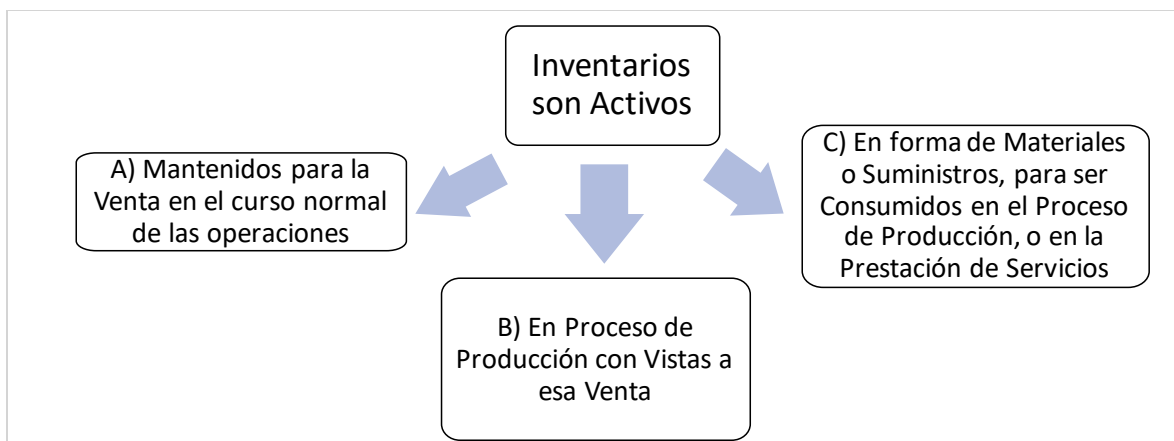 Inventarios
son Activos
A) Mantenidos para la
Venta en el curso normal
de las operaciones
B) En Proceso de
Producción con Vistas a
esa Venta
C) En forma de Materiales
o Suministros, para ser
Consumidos en el Proceso
de Producción, o en la
Prestación de Servicios